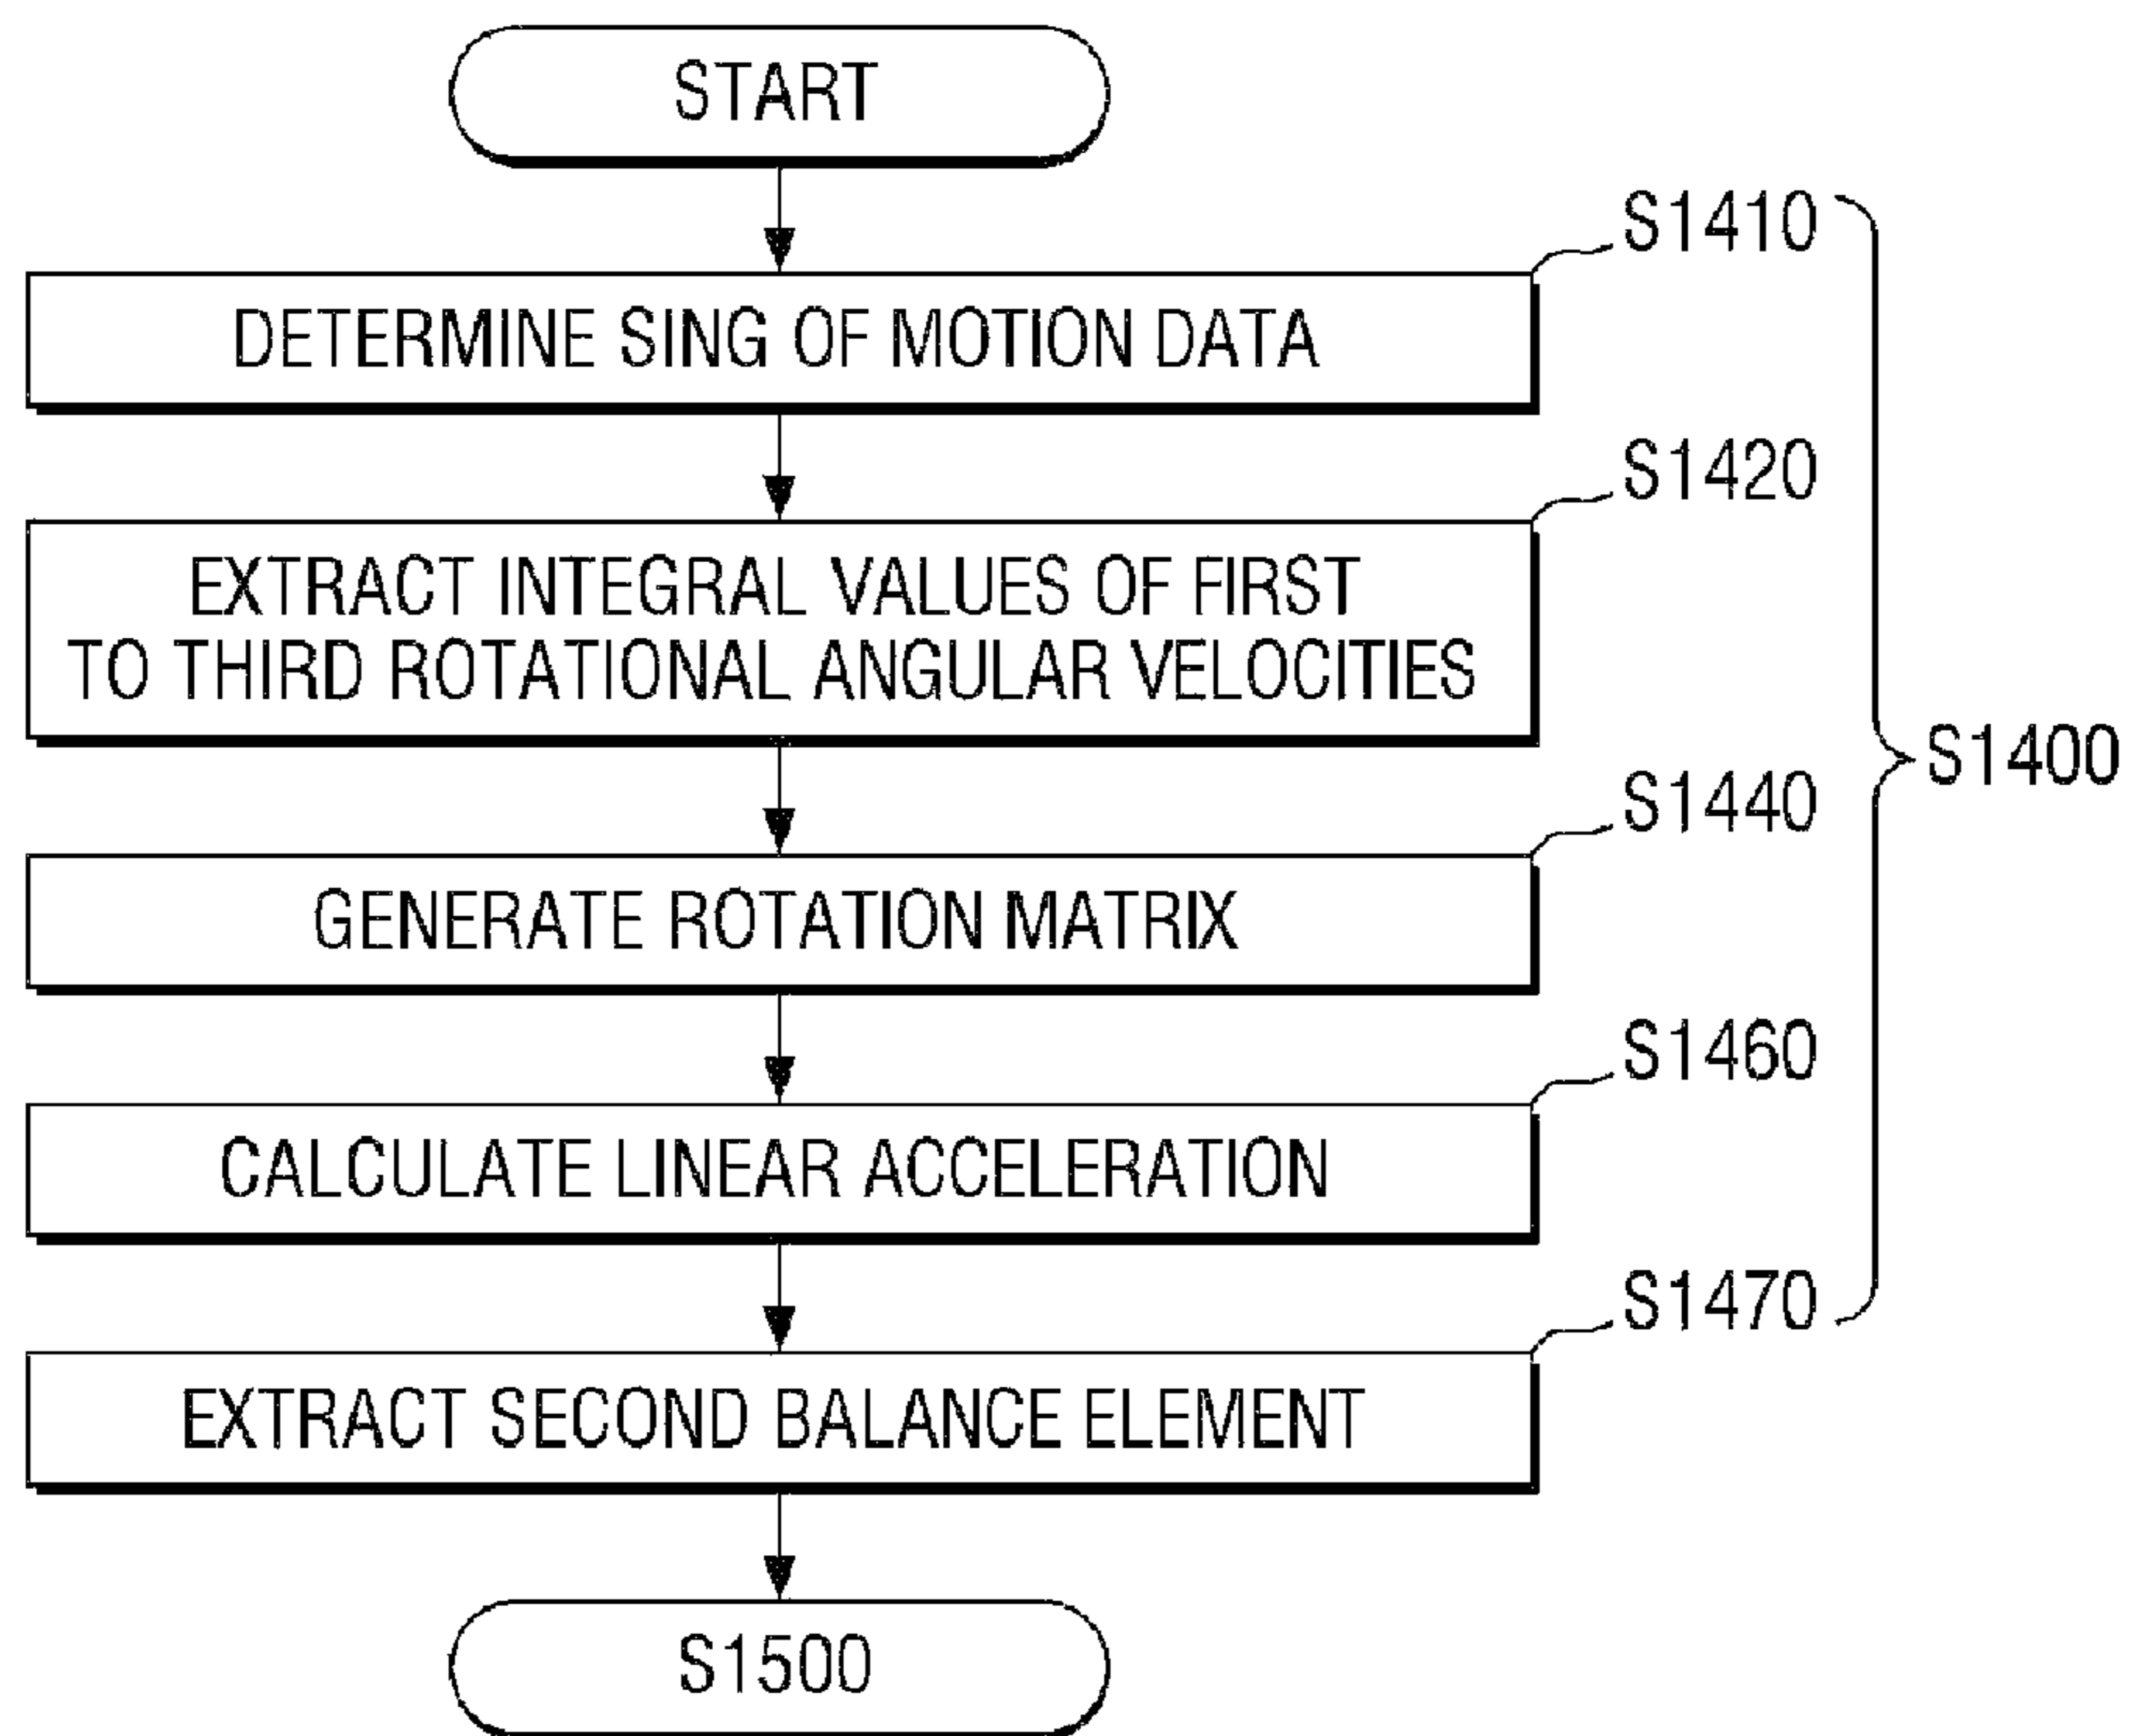 START
S1410
DETERMINE SING OF MOTION DATA
S1420
EXTRACT INTEGRAL VALUES OF FIRST
TO THIRD ROTATIONAL ANGULAR VELOCITIES
S1400
S1440
GENERATE ROTATION MATRIX
S1460
CALCULATE LINEAR ACCELERATION
S1470
EXTRACT SECOND BALANCE ELEMENT
S1500